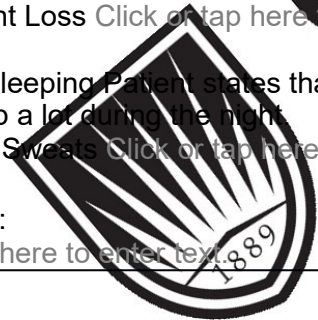 nt Loss Click or tap here
leeping Patient states tha
o a lot during the night.
Sweats Click or tap here
:
here to enter text.
1889